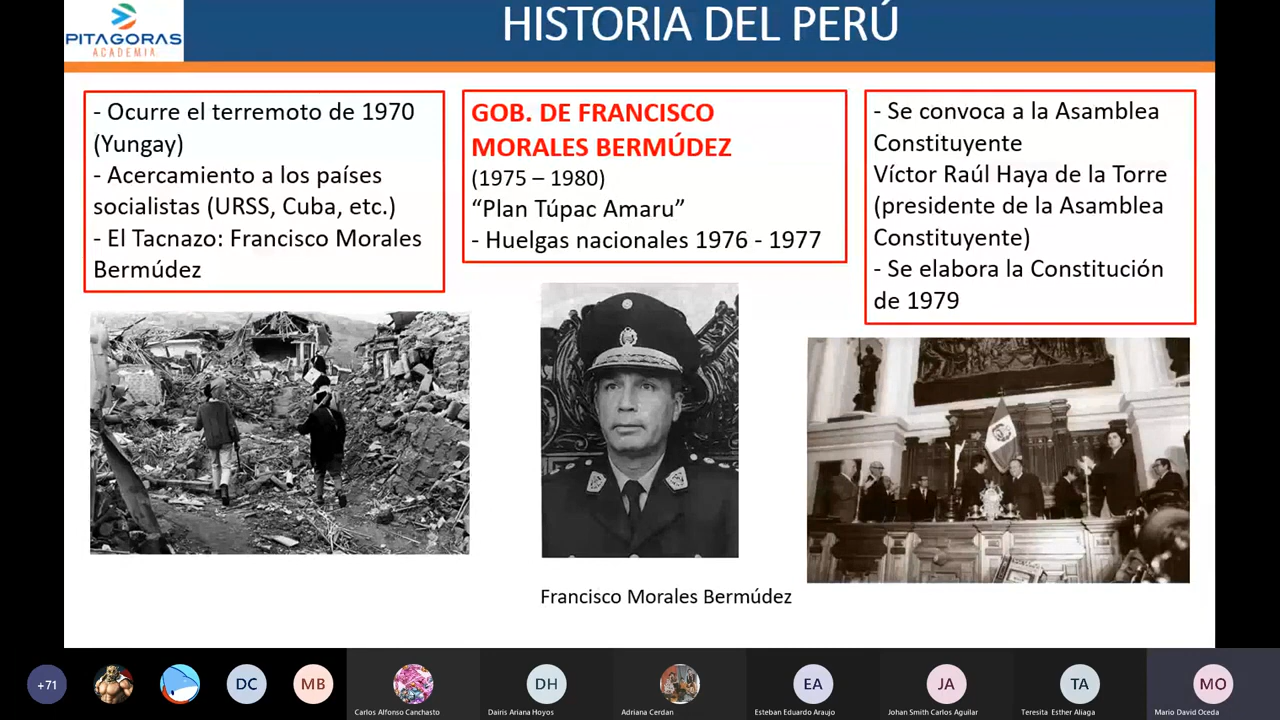 PITAGORAS
ACADEMIA
HISTORIA DEL PERÚ
- Ocurre el terremoto de 1970
(Yungay)
- Acercamiento a los países
socialistas (URSS, Cuba, etc.)
- El Tacnazo: Francisco Morales
Bermúdez
GOB. DE FRANCISCO
MORALES BERMÚDEZ
(1975 – 1980)
“Plan Túpac Amaru”
- Huelgas nacionales 1976 - 1977
- Se convoca a la Asamblea
Constituyente
Víctor Raúl Haya de la Torre
(presidente de la Asamblea
Constituyente)
- Se elabora la Constitución
de 1979
Francisco Morales Bermúdez
+71
DC
MB
DH
EA
JA
TA
MO
Carlos Alfonso Canchasto
Dairis Ariana Hoyos
Adriana Cerdan
Esteban Eduardo Araujo
Johan Smith Carlos Aguilar
Teresita Esther Aliaga
Mario David Oceda